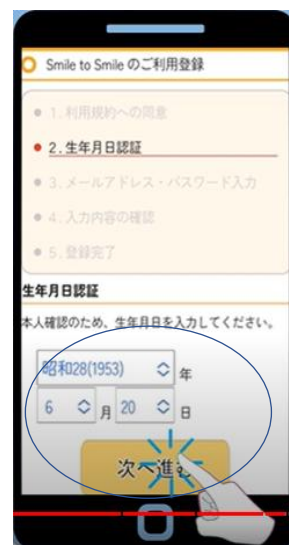 Smile to Smile のご利用登録
1. 利用規約への同意
2. 生年月日認証
3. メールアドレス・パスワード入力
4. 入力内容の確認
5. 登録完了
生年月日認証
本人確認のため、生年月日を入力してください。
昭和028(1953) 年
6 月 20 日
次へ進む